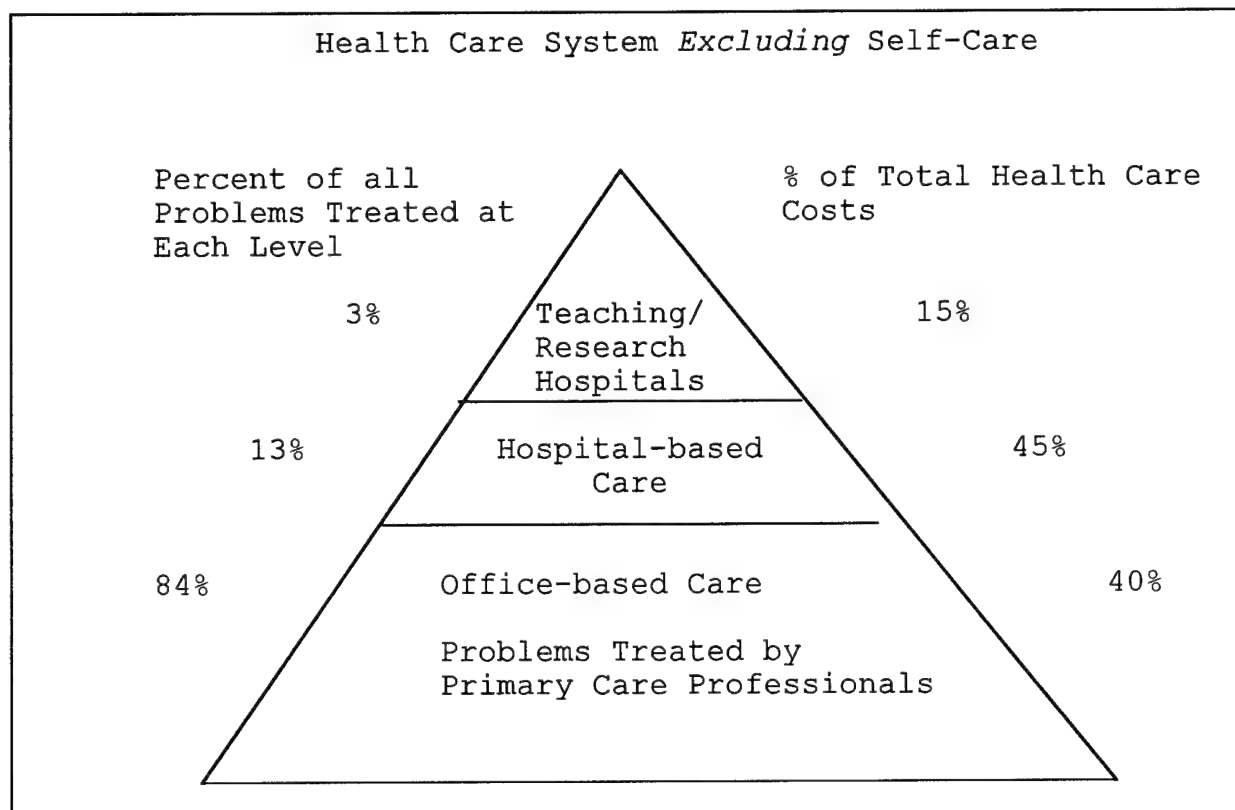 Health Care System Excluding Self-Care
Percent of all
Problems Treated at
Each Level
% of Total Health Care
Costs
3%
Teaching/
Research
Hospitals
15%
13%
Hospital-based
Care
45%
84%
Office-based Care
40%
Problems Treated by
Primary Care Professionals